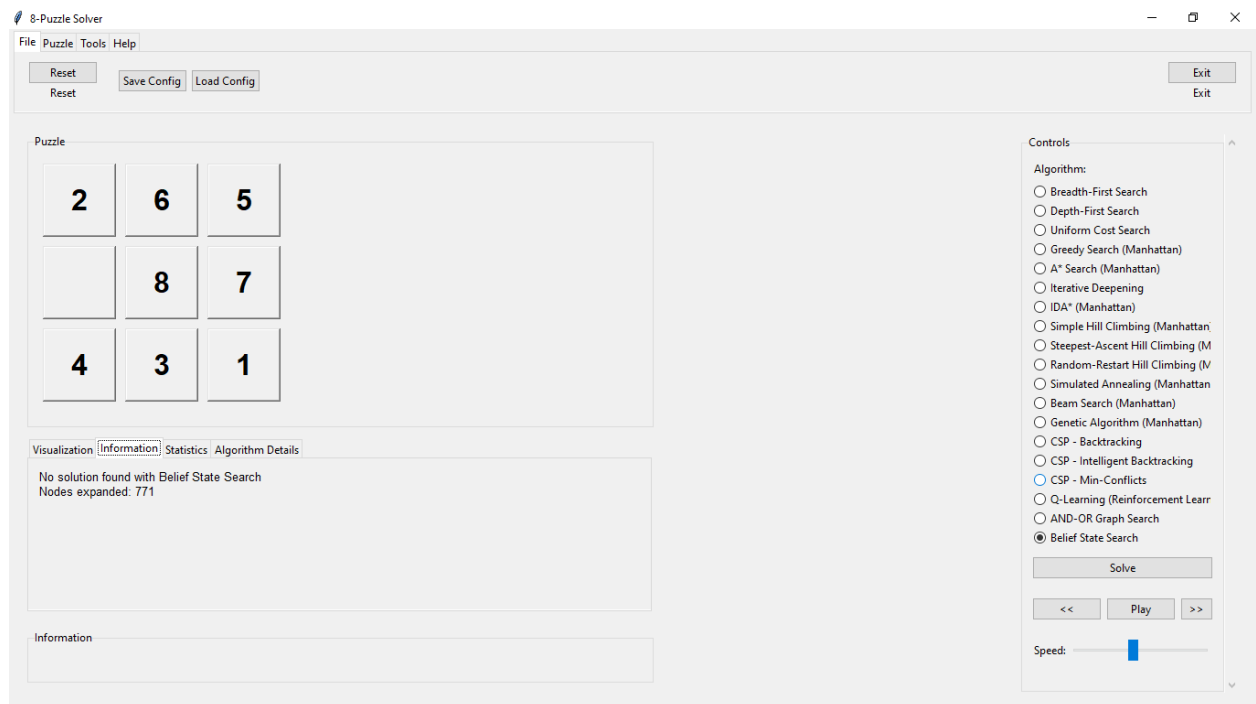 8-Puzzle Solver
File Puzzle Tools Help
Reset
Save Config Load Config
Exit
Reset
Exit
Puzzle
2 6 5
8 7
4 3 1
Visualization Information Statistics Algorithm Details
No solution found with Belief State Search
Nodes expanded: 771
Information
Controls
Algorithm:
Breadth-First Search
Depth-First Search
Uniform Cost Search
Greedy Search (Manhattan)
A* Search (Manhattan)
Iterative Deepening
IDA* (Manhattan)
Simple Hill Climbing (Manhattan)
Steepest-Ascent Hill Climbing (M
Random-Restart Hill Climbing (M
Simulated Annealing (Manhattan
Beam Search (Manhattan)
Genetic Algorithm (Manhattan)
CSP - Backtracking
CSP - Intelligent Backtracking
CSP - Min-Conflicts
Q-Learning (Reinforcement Learr
AND-OR Graph Search
Belief State Search
Solve
<< Play >>
Speed: